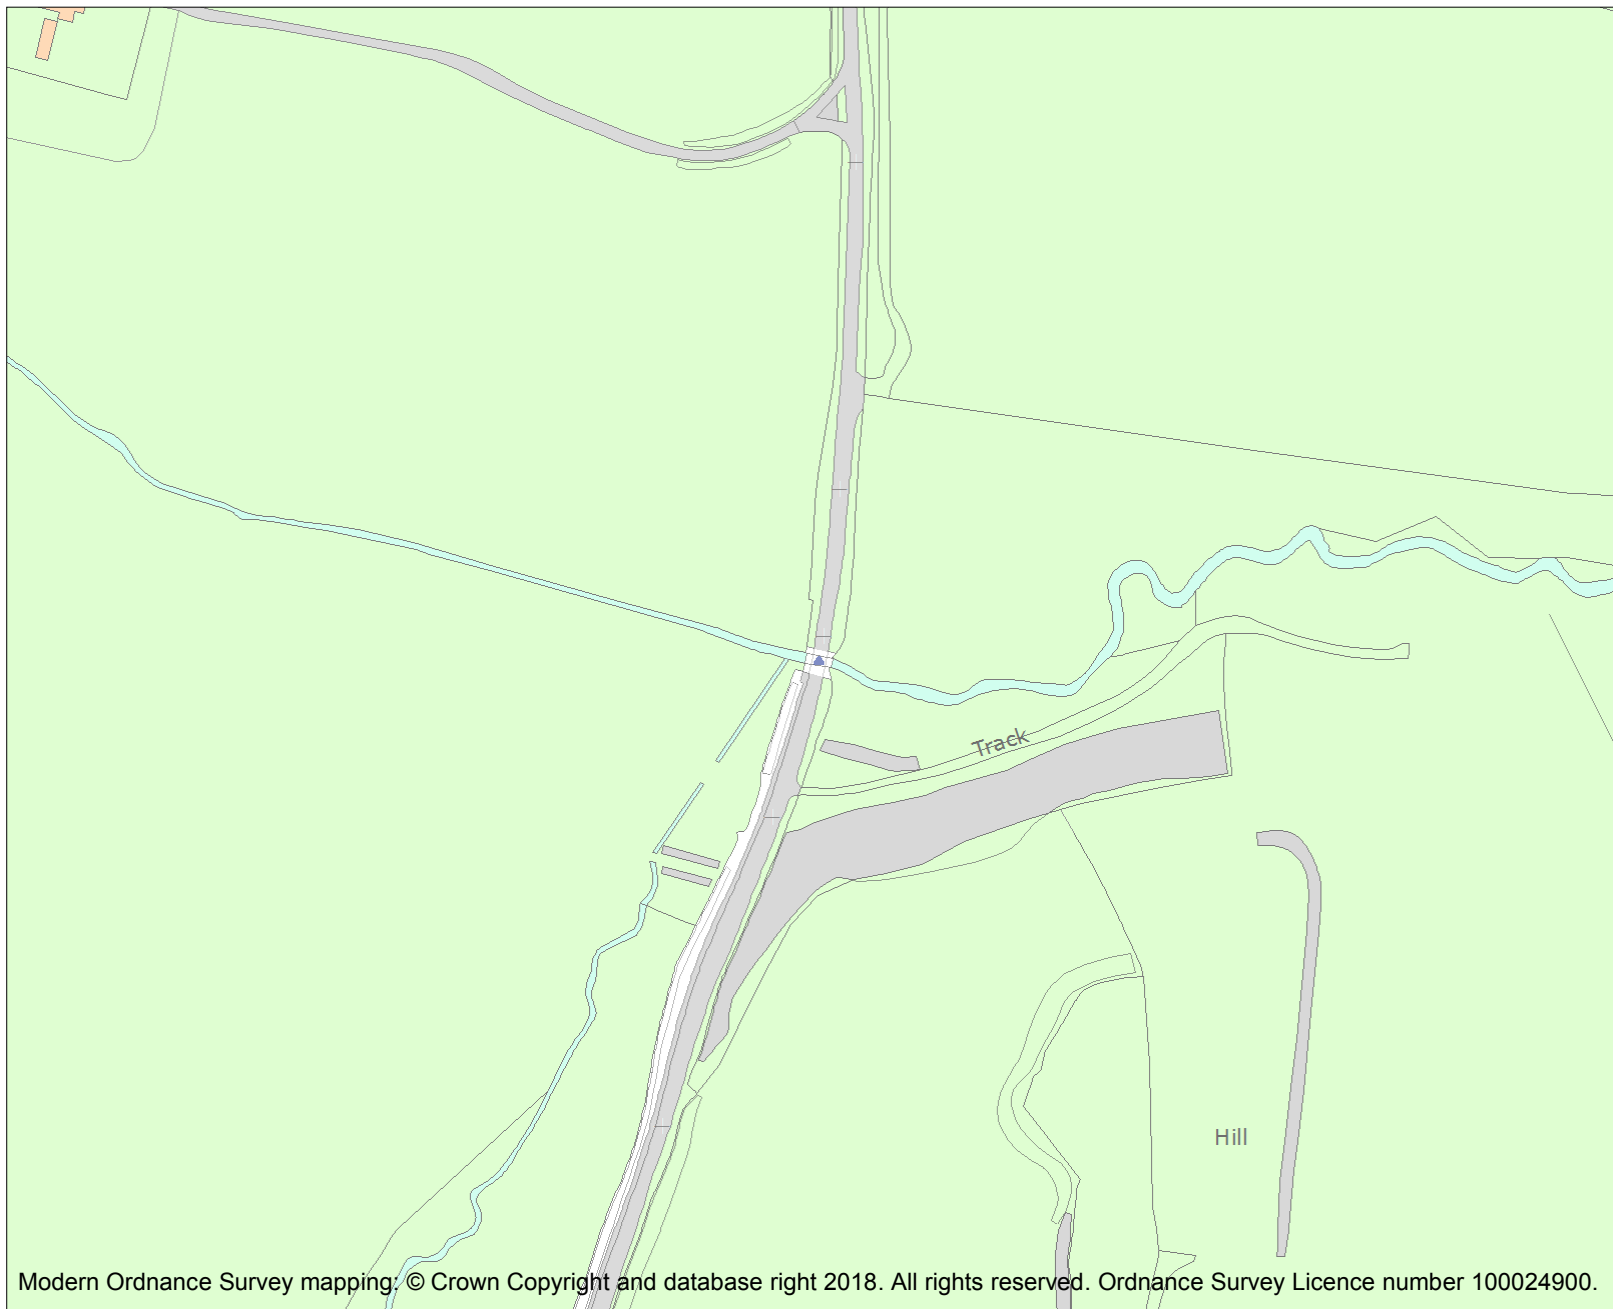 Track
Hill
Modern Ordnance Survey mapping: © Crown Copyright and database right 2018. All rights reserved. Ordnance Survey Licence number 100024900.